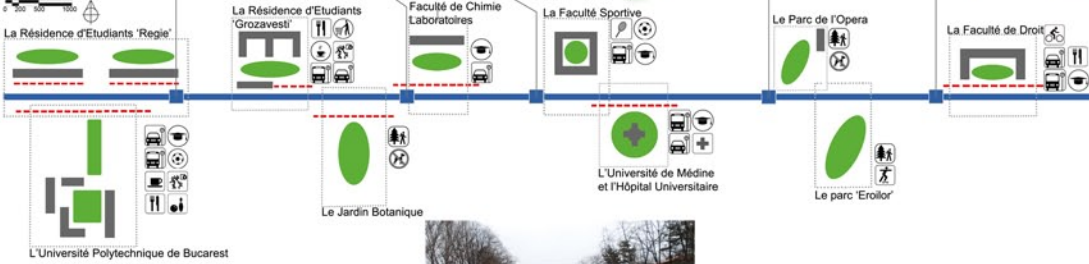 0 200 500 1000
La Résidence d'Etudiants 'Regie'
La Résidence d'Etudiants
'Grozavesti'
Faculté de Chimie
Laboratoires
La Faculté Sportive
Le Parc de l'Opera
La Faculté de Droit
L'Université Polytechnique de Bucarest
Le Jardin Botanique
L'Université de Médine
et l'Hôpital Universitaire
Le parc 'Eroilor'